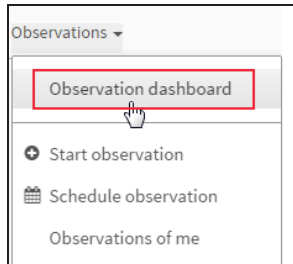 Observations
Observation dashboard
Start observation
Schedule observation
Observations of me